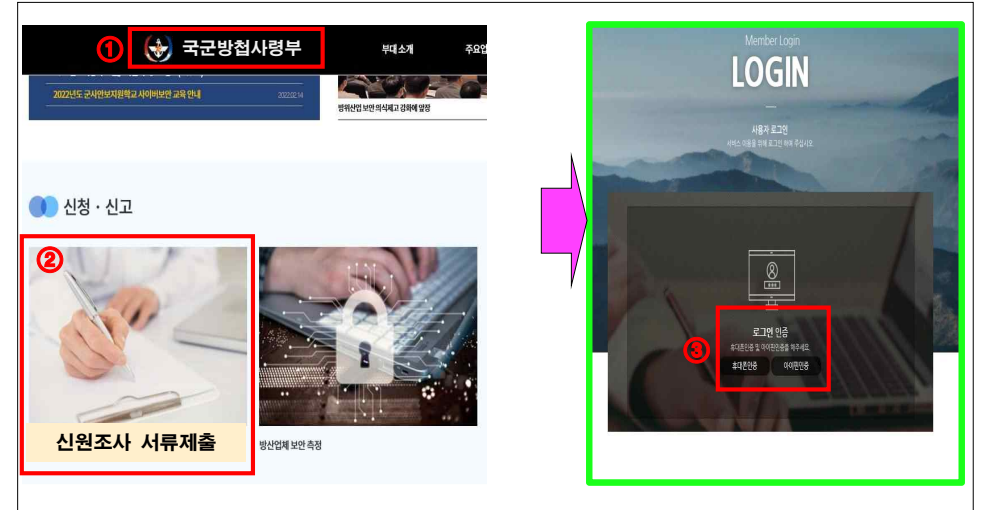 ① 국군방첩사령부 부대소개 주요업
2022년도 군사안보지원학교 사이버보안 교육 안내 2022.02.14
방위산업 보안 의식제고 강화에 앞장
신청 · 신고
②
신원조사 서류제출
방산업체 보안 측정
Member Login
LOGIN
사용자 로그인
서비스 이용을 위해 로그인 하여 주십시오.
③
로그인 인증
휴대폰인증 및 아이핀인증을 해주세요.
휴대폰인증 아이핀인증